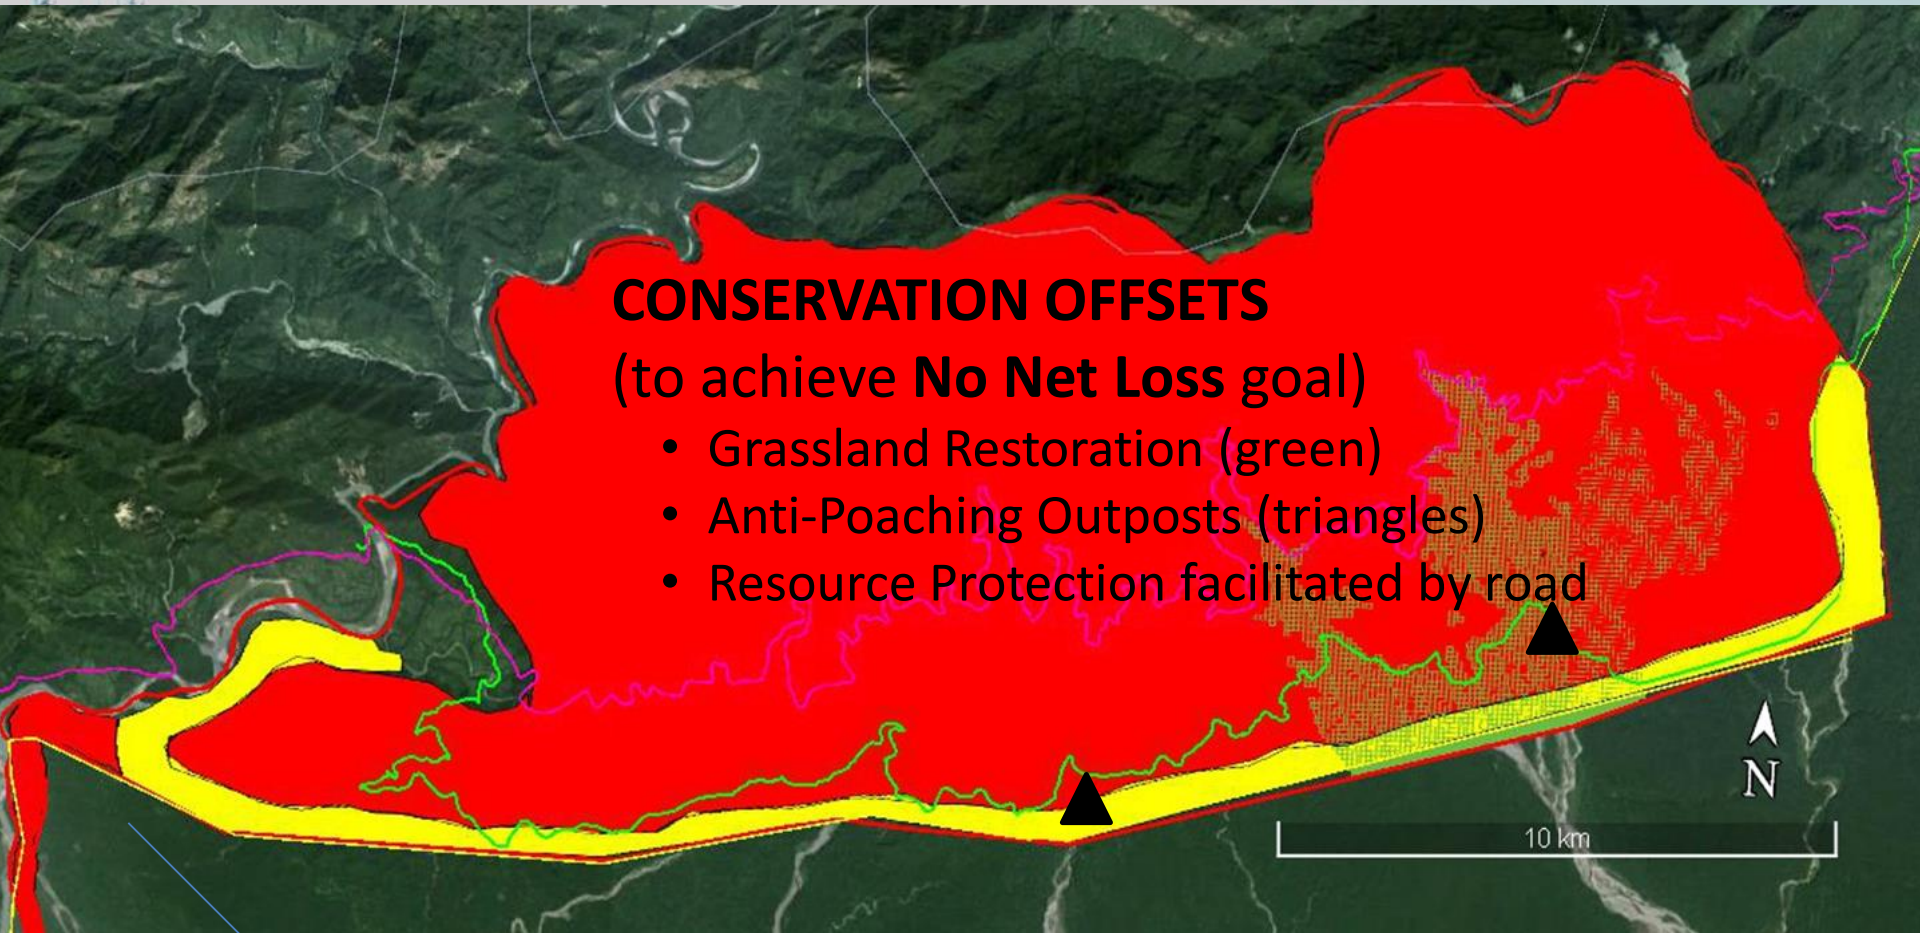 CONSERVATION OFFSETS
(to achieve No Net Loss goal)
• Grassland Restoration (green)
• Anti-Poaching Outposts (triangles)
• Resource Protection facilitated by road
N
10 km